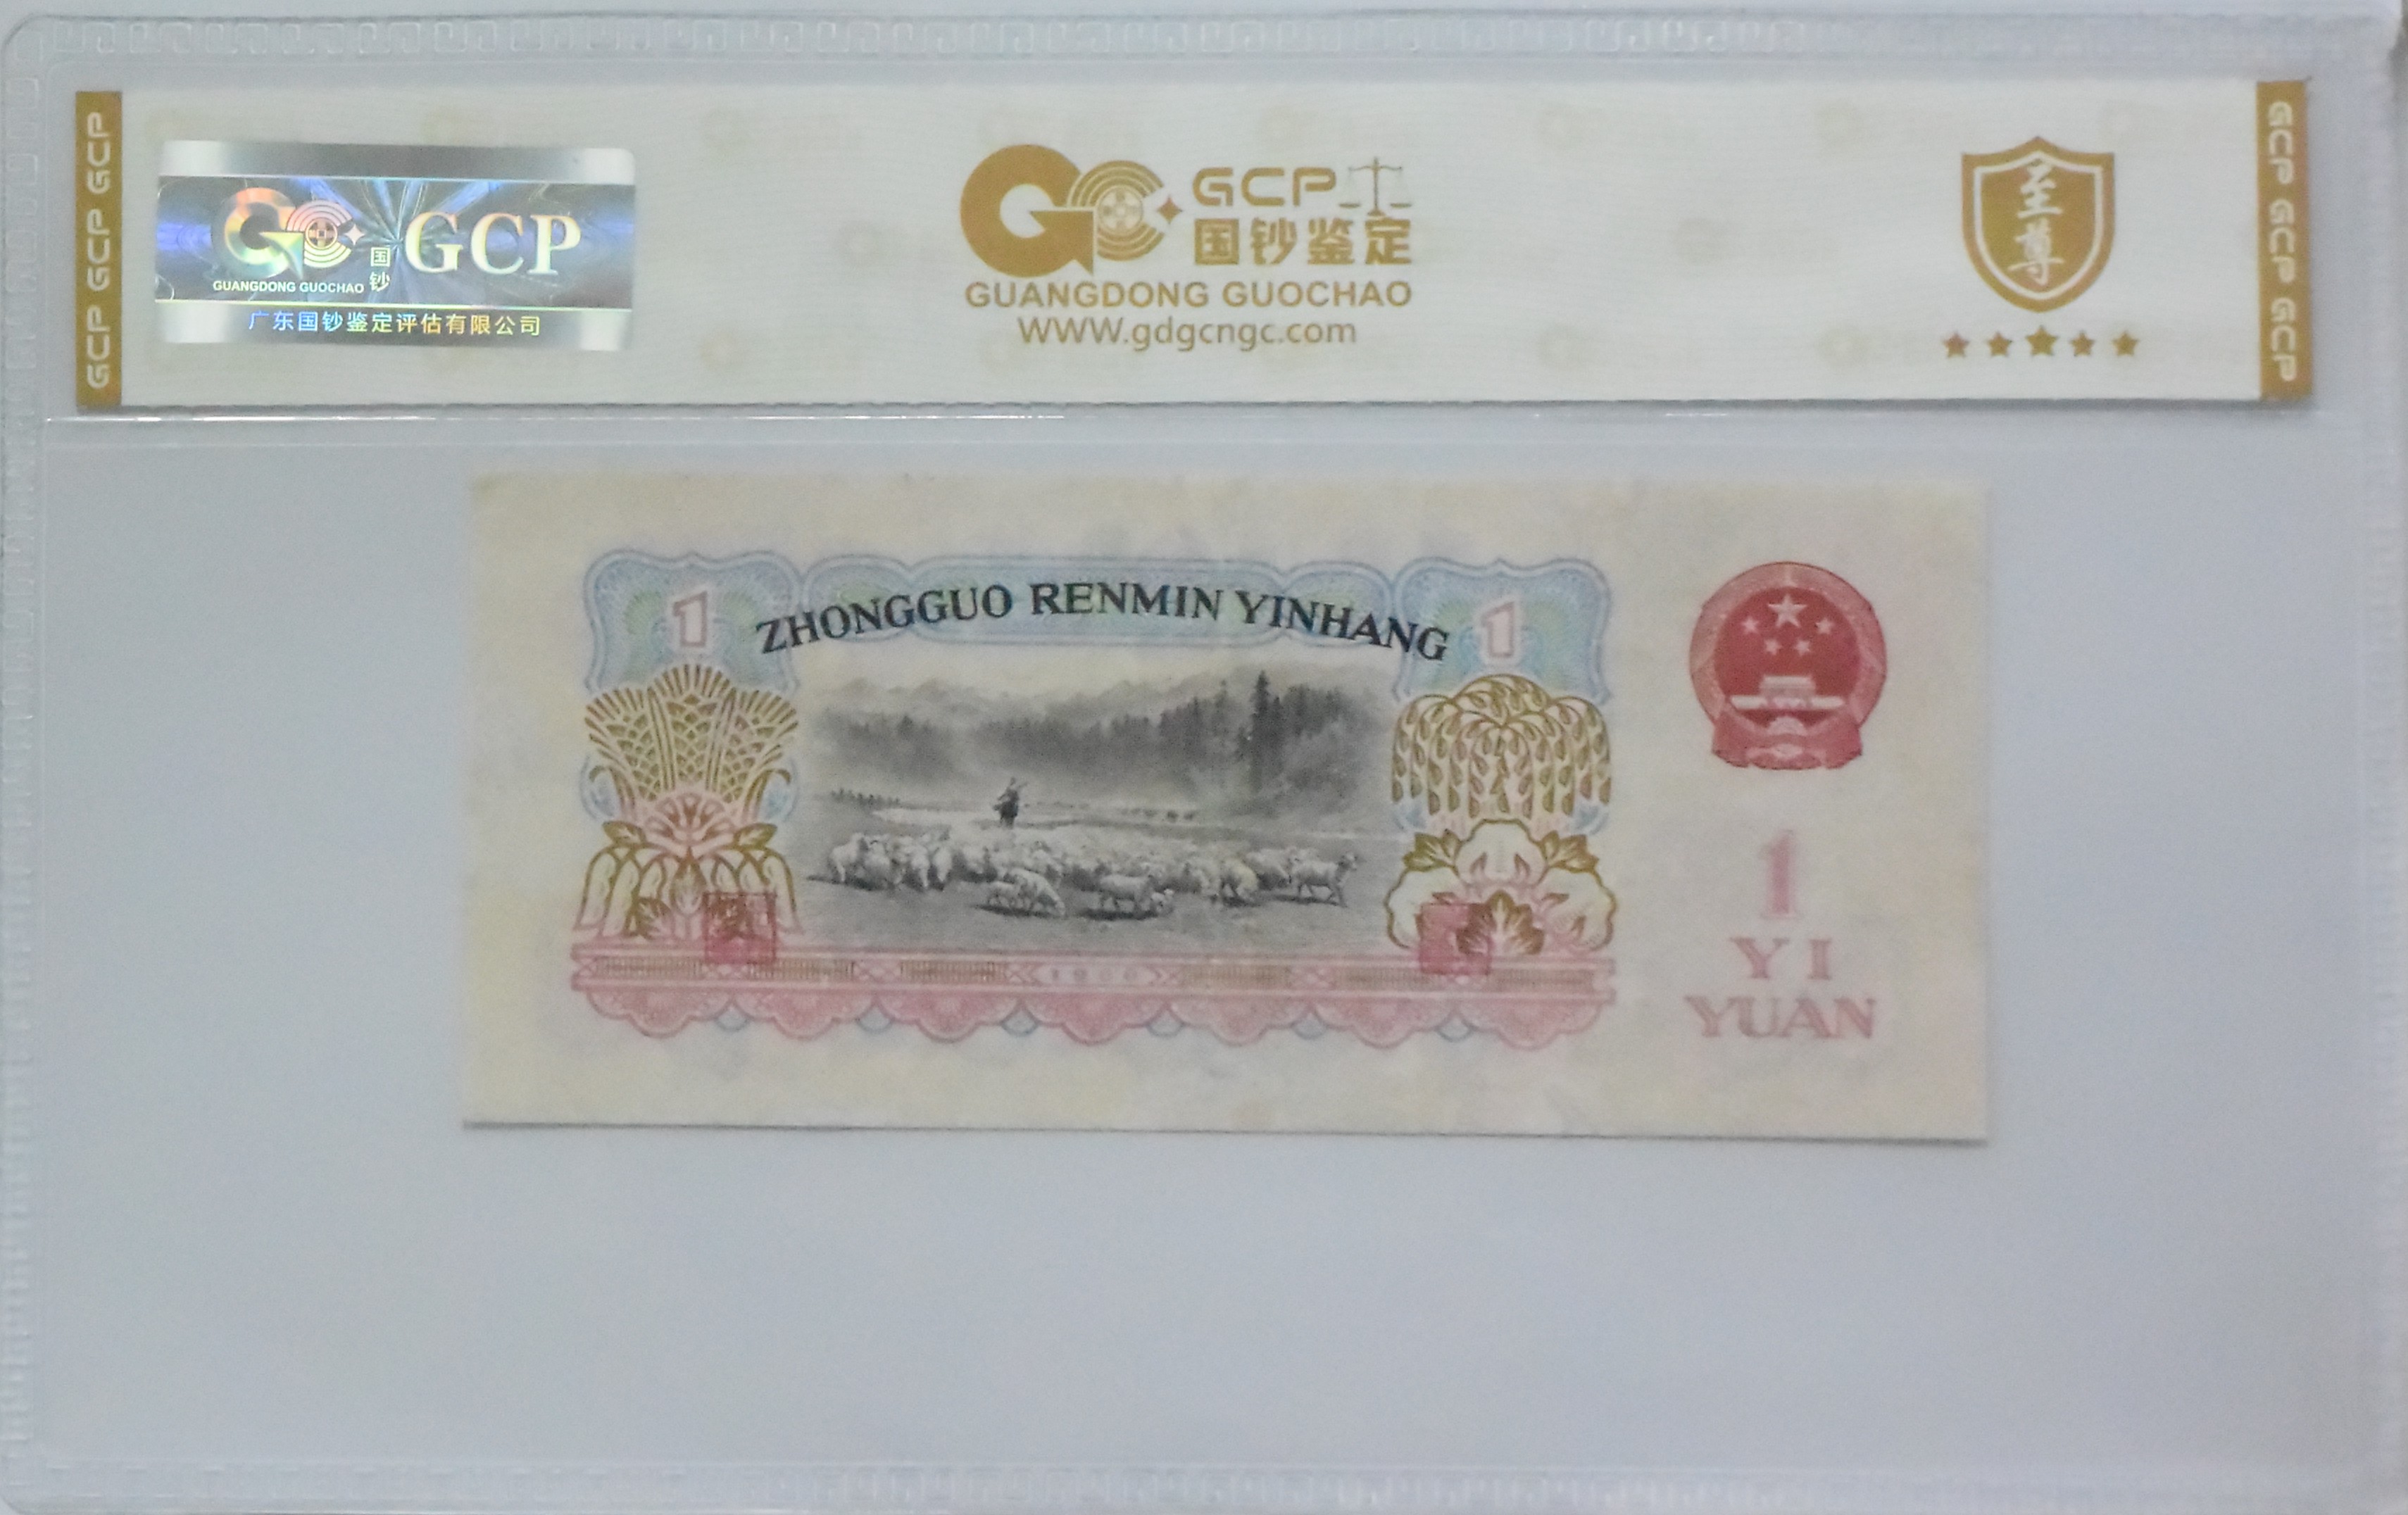 GCP GCP GCP
GUANGDONG GUOCHAO
国钞
GCP
广东国钞鉴定评估有限公司
GCP
国钞鉴定
GUANGDONG GUOCHAO
WWW.gdgcngc.com
至尊
GCP GCP GCP
1
ZHONGGUO RENMIN YINHANG
1
1960
1
YI
YUAN